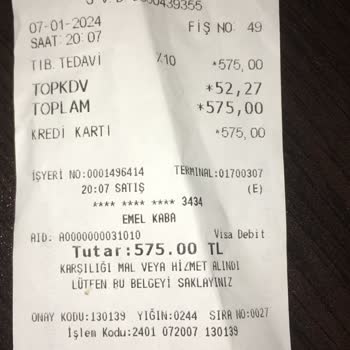 07-01-2024 FİŞ NO: 49
SAAT: 20:07
TIB. TEDAVİ %10 *575,00
TOPKDV *52,27
TOPLAM *575,00
KREDİ KARTI *575,00
İŞYERİ NO:0001496414 TERMINAL:01700307
20:07 SATIŞ (E)
**** **** **** 3434
EMEL KABA
AID: A0000000031010 Visa Debit
Tutar:575.00 TL
KARŞILIĞI MAL VEYA HİZMET ALINDI
LÜTFEN BU BELGEYİ SAKLAYINIZ
ONAY KODU:130139 YIĞIN:0244 SIRA NO:0027
İşlem Kodu:2401 072007 130139